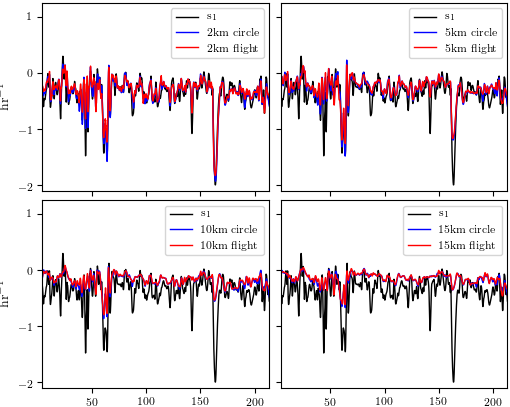 s₁
2km circle
2km flight
1
0
−1
−2
hr⁻¹
s₁
5km circle
5km flight
s₁
10km circle
10km flight
1
0
−1
−2
hr⁻¹
50
100
150
200
s₁
15km circle
15km flight
50
100
150
200